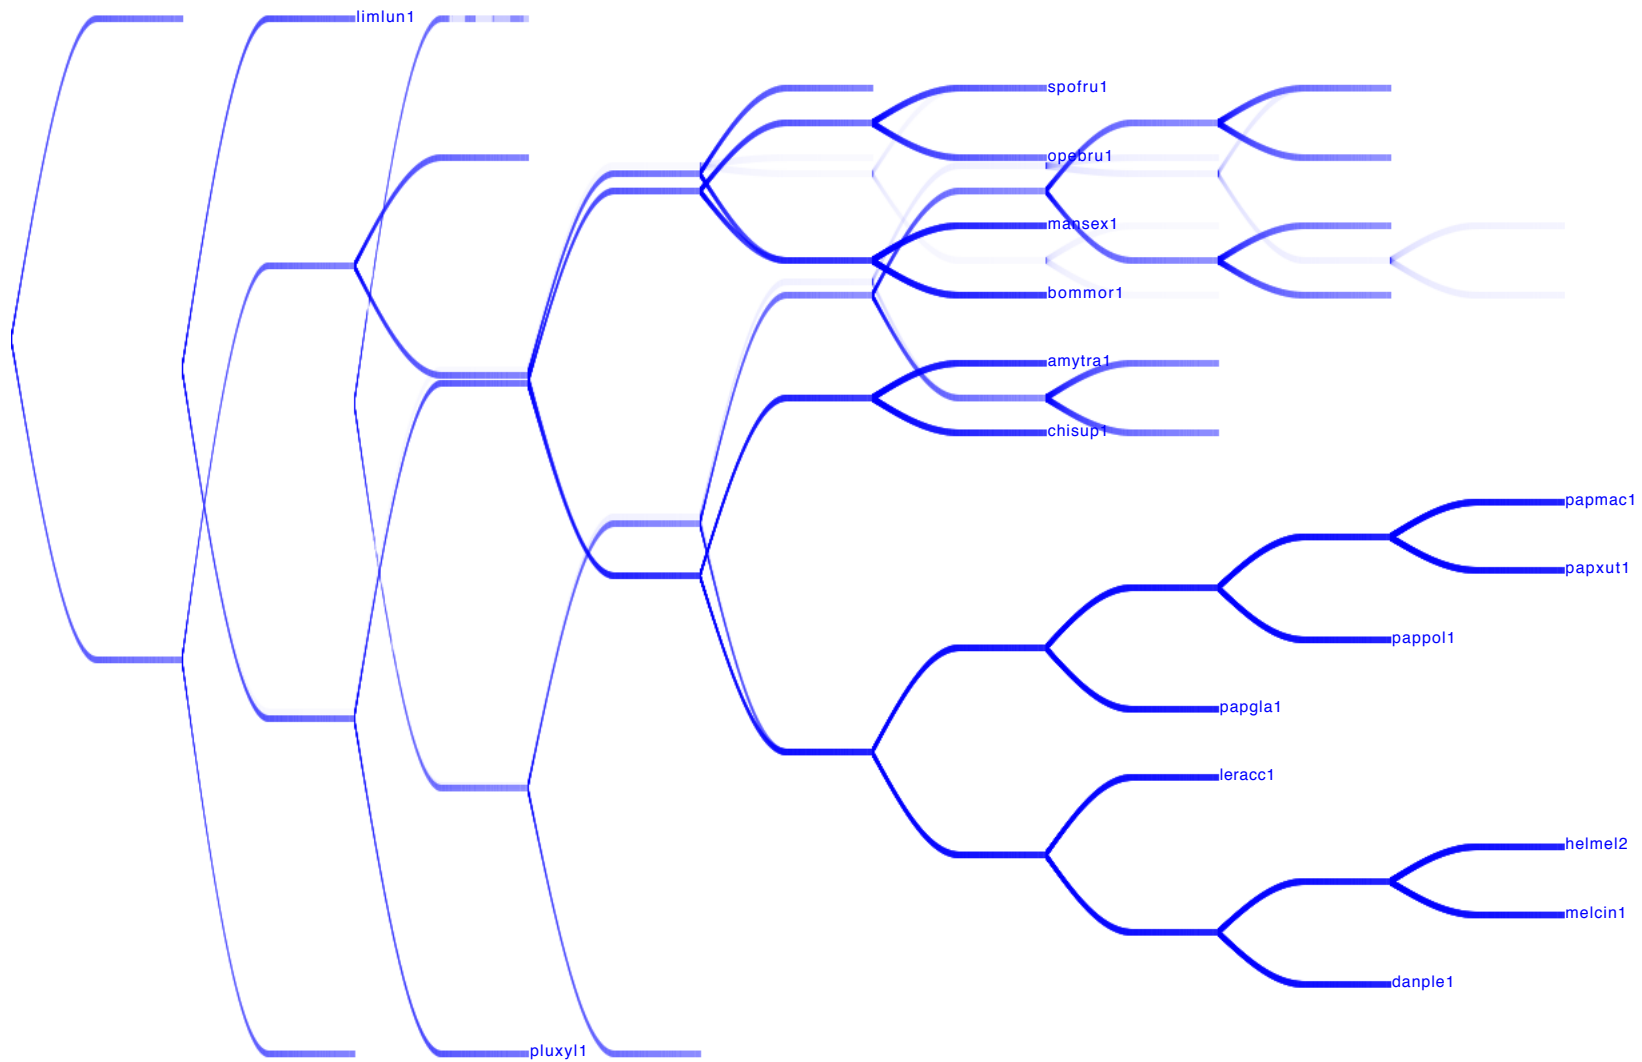 limlun1
spofru1
opebru1
mansex1
bommor1
amytra1
chisup1
papmac1
papxut1
pappol1
papgla1
leracc1
helmel2
melcin1
danple1
pluxyl1